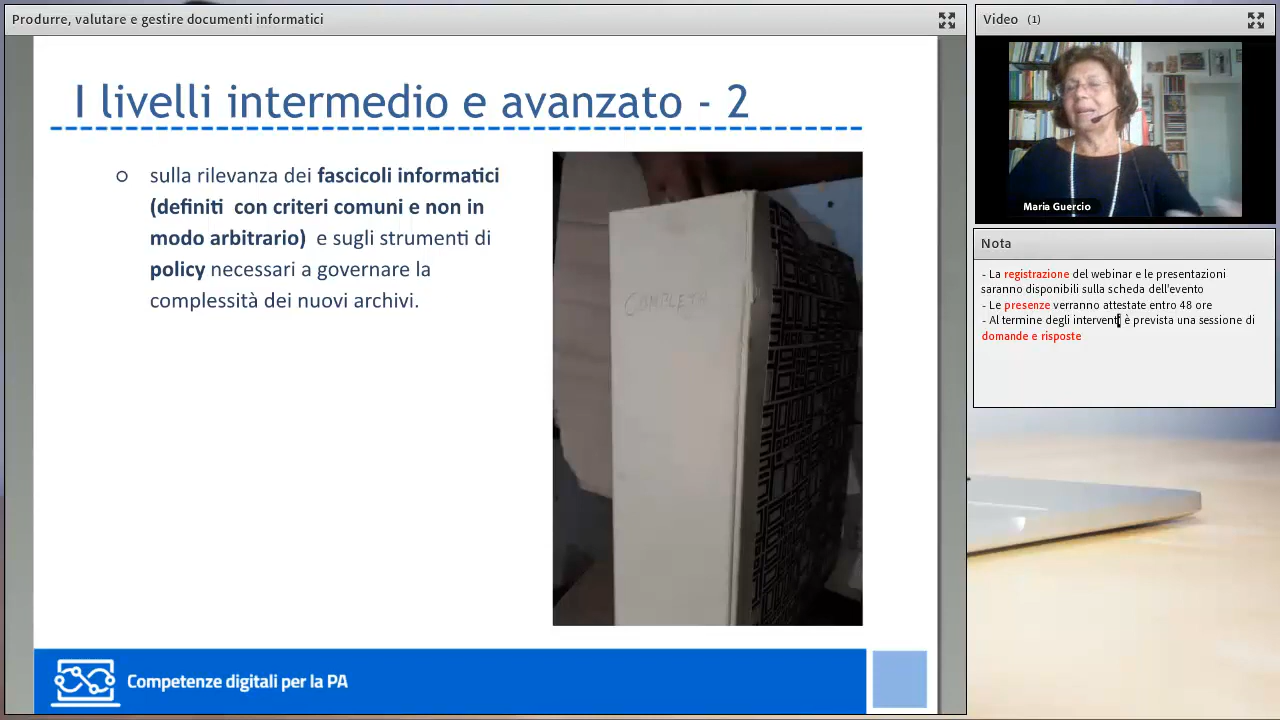 Produrre, valutare e gestire documenti informatici
I livelli intermedio e avanzato - 2
sulla rilevanza dei fascicoli informatici
(definiti con criteri comuni e non in
modo arbitrario) e sugli strumenti di
policy necessari a governare la
complessità dei nuovi archivi.
COMPLETO
Competenze digitali per la PA
Video (1)
Maria Guercio
Nota
- La registrazione del webinar e le presentazioni
saranno disponibili sulla scheda dell'evento
- Le presenze verranno attestate entro 48 ore
- Al termine degli interventi è prevista una sessione di
domande e risposte